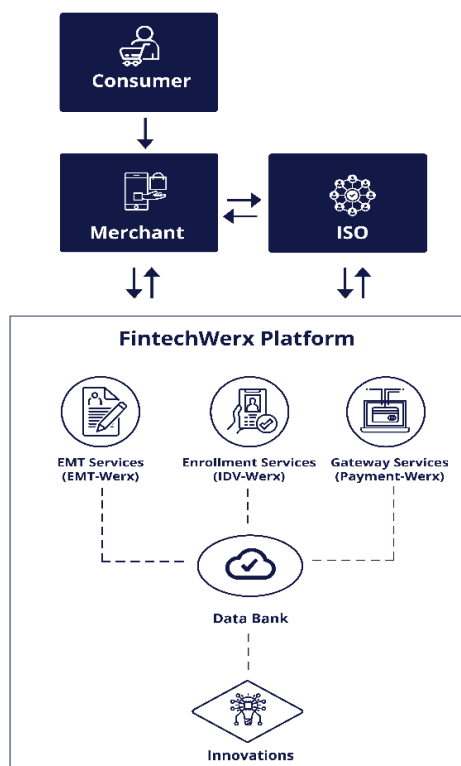 Consumer
Merchant
ISO
FintechWerx Platform
EMT Services
(EMT-Werx)
Enrollment Services
(IDV-Werx)
Gateway Services
(Payment-Werx)
Data Bank
Innovations